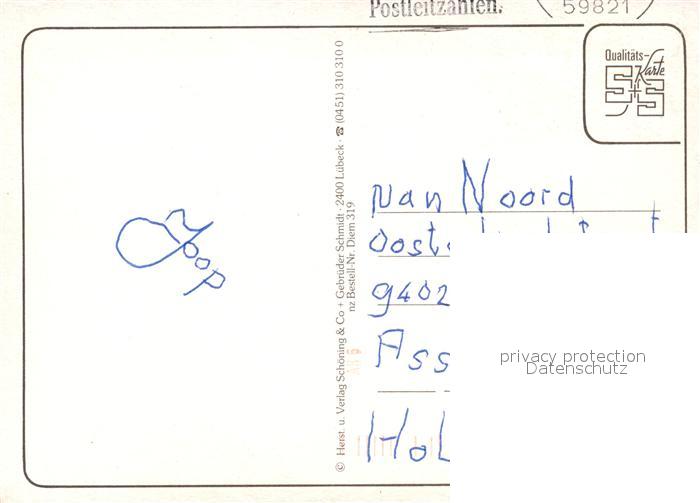 Postleitzahlen.
59821
Qualitäts-
Karte
S+S
© Herst. u. Verlag Schöning & Co + Gebrüder Schmidt · 2400 Lübeck · ☎ (0451) 310 310 0
nz Bestell-Nr. Diem 319
Joop
van Noord
Oost
9402
Ass
Hol
privacy protection
Datenschutz